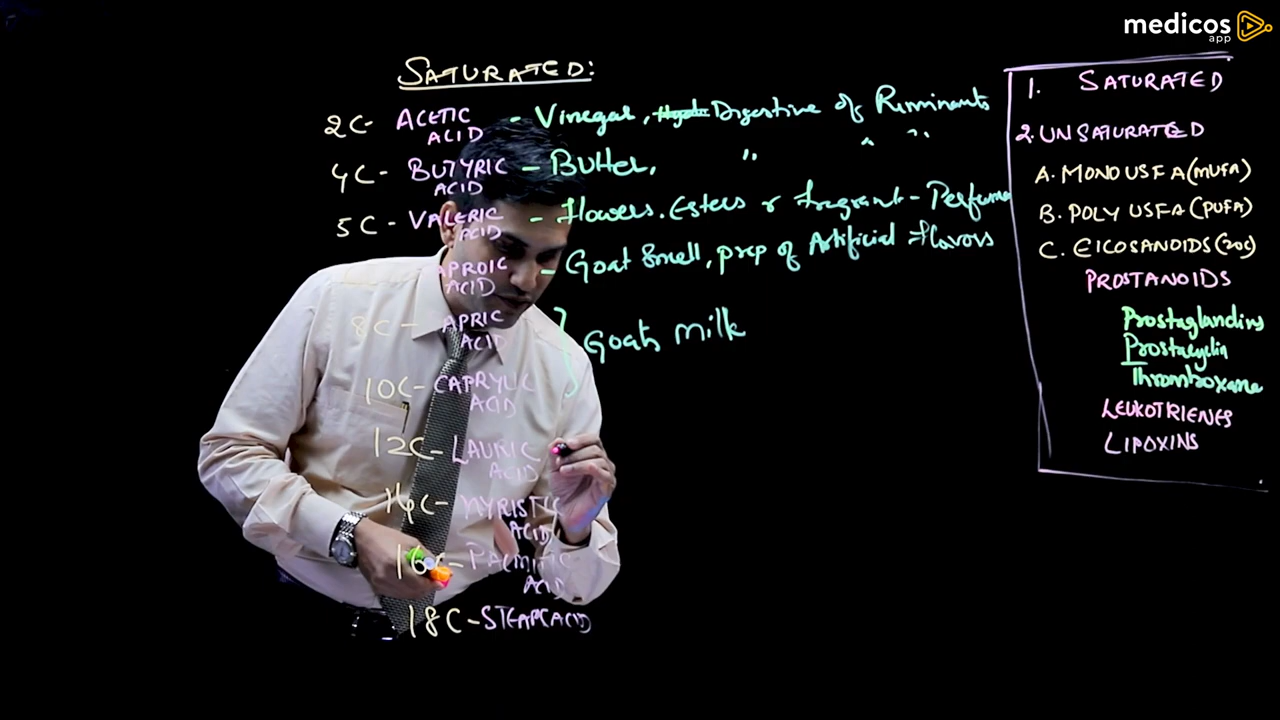 medicos
app
SATURATED:
2C- ACETIC ACID - Vinegar, Digestive of Ruminants
4C- BUTYRIC ACID - Butter, " " "
5C- VALERIC ACID - Flowers. Esters r fragrant - Perfume
APROIC ACID - Goat Smell, prep of Artificial Flavors
8C- APRIC ACID
10C- CAPRYLIC ACID } Goats milk
12C- LAURIC ACID
14C- MYRISTIC ACID
16C- PALMITIC ACID
18C- STEARIC ACID
1. SATURATED
2. UNSATURATED
A. MONO USFA (MUFA)
B. POLY USFA (PUFA)
C. EICOSANOIDS (20C)
PROSTANOIDS
Prostaglandins
Prostacyclin
Thromboxane
LEUKOTRIENES
LIPOXINS